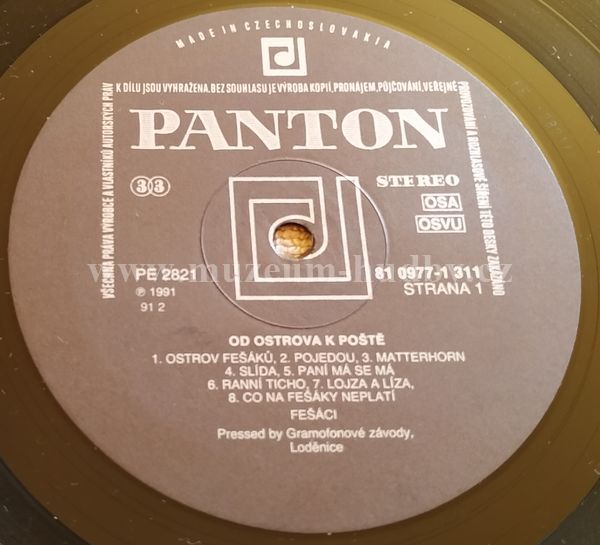 MADE IN CZECHOSLOVAKIA
VŠECHNA PRÁVA VÝROBCE A VLASTNÍKŮ AUTORSKÝCH PRÁV
K DÍLU JSOU VYHRAŽENA. BEZ SOUHLASU JE VÝROBA KOPIÍ, PRONÁJEM, PŮJČOVÁNÍ, VEŘEJNÉ
PROVOZOVÁNÍ A ROZHLASOVÉ ŠÍŘENÍ TÉTO DESKY ZAKÁZÁNO
PANTON
33
STEREO
OSA
OSVU
www.muzeum-hudby.cz
PE 2821
81 0977-1 311
℗ 1991
STRANA 1
91 2
OD OSTROVA K POŠTĚ
1. OSTROV FEŠÁKŮ, 2. POJEDOU, 3. MATTERHORN
4. SLÍDA, 5. PANÍ MÁ SE MÁ
6. RANNÍ TICHO, 7. LOJZA A LÍZA,
8. CO NA FEŠÁKY NEPLATÍ
FEŠÁCI
Pressed by Gramofonové závody,
Loděnice